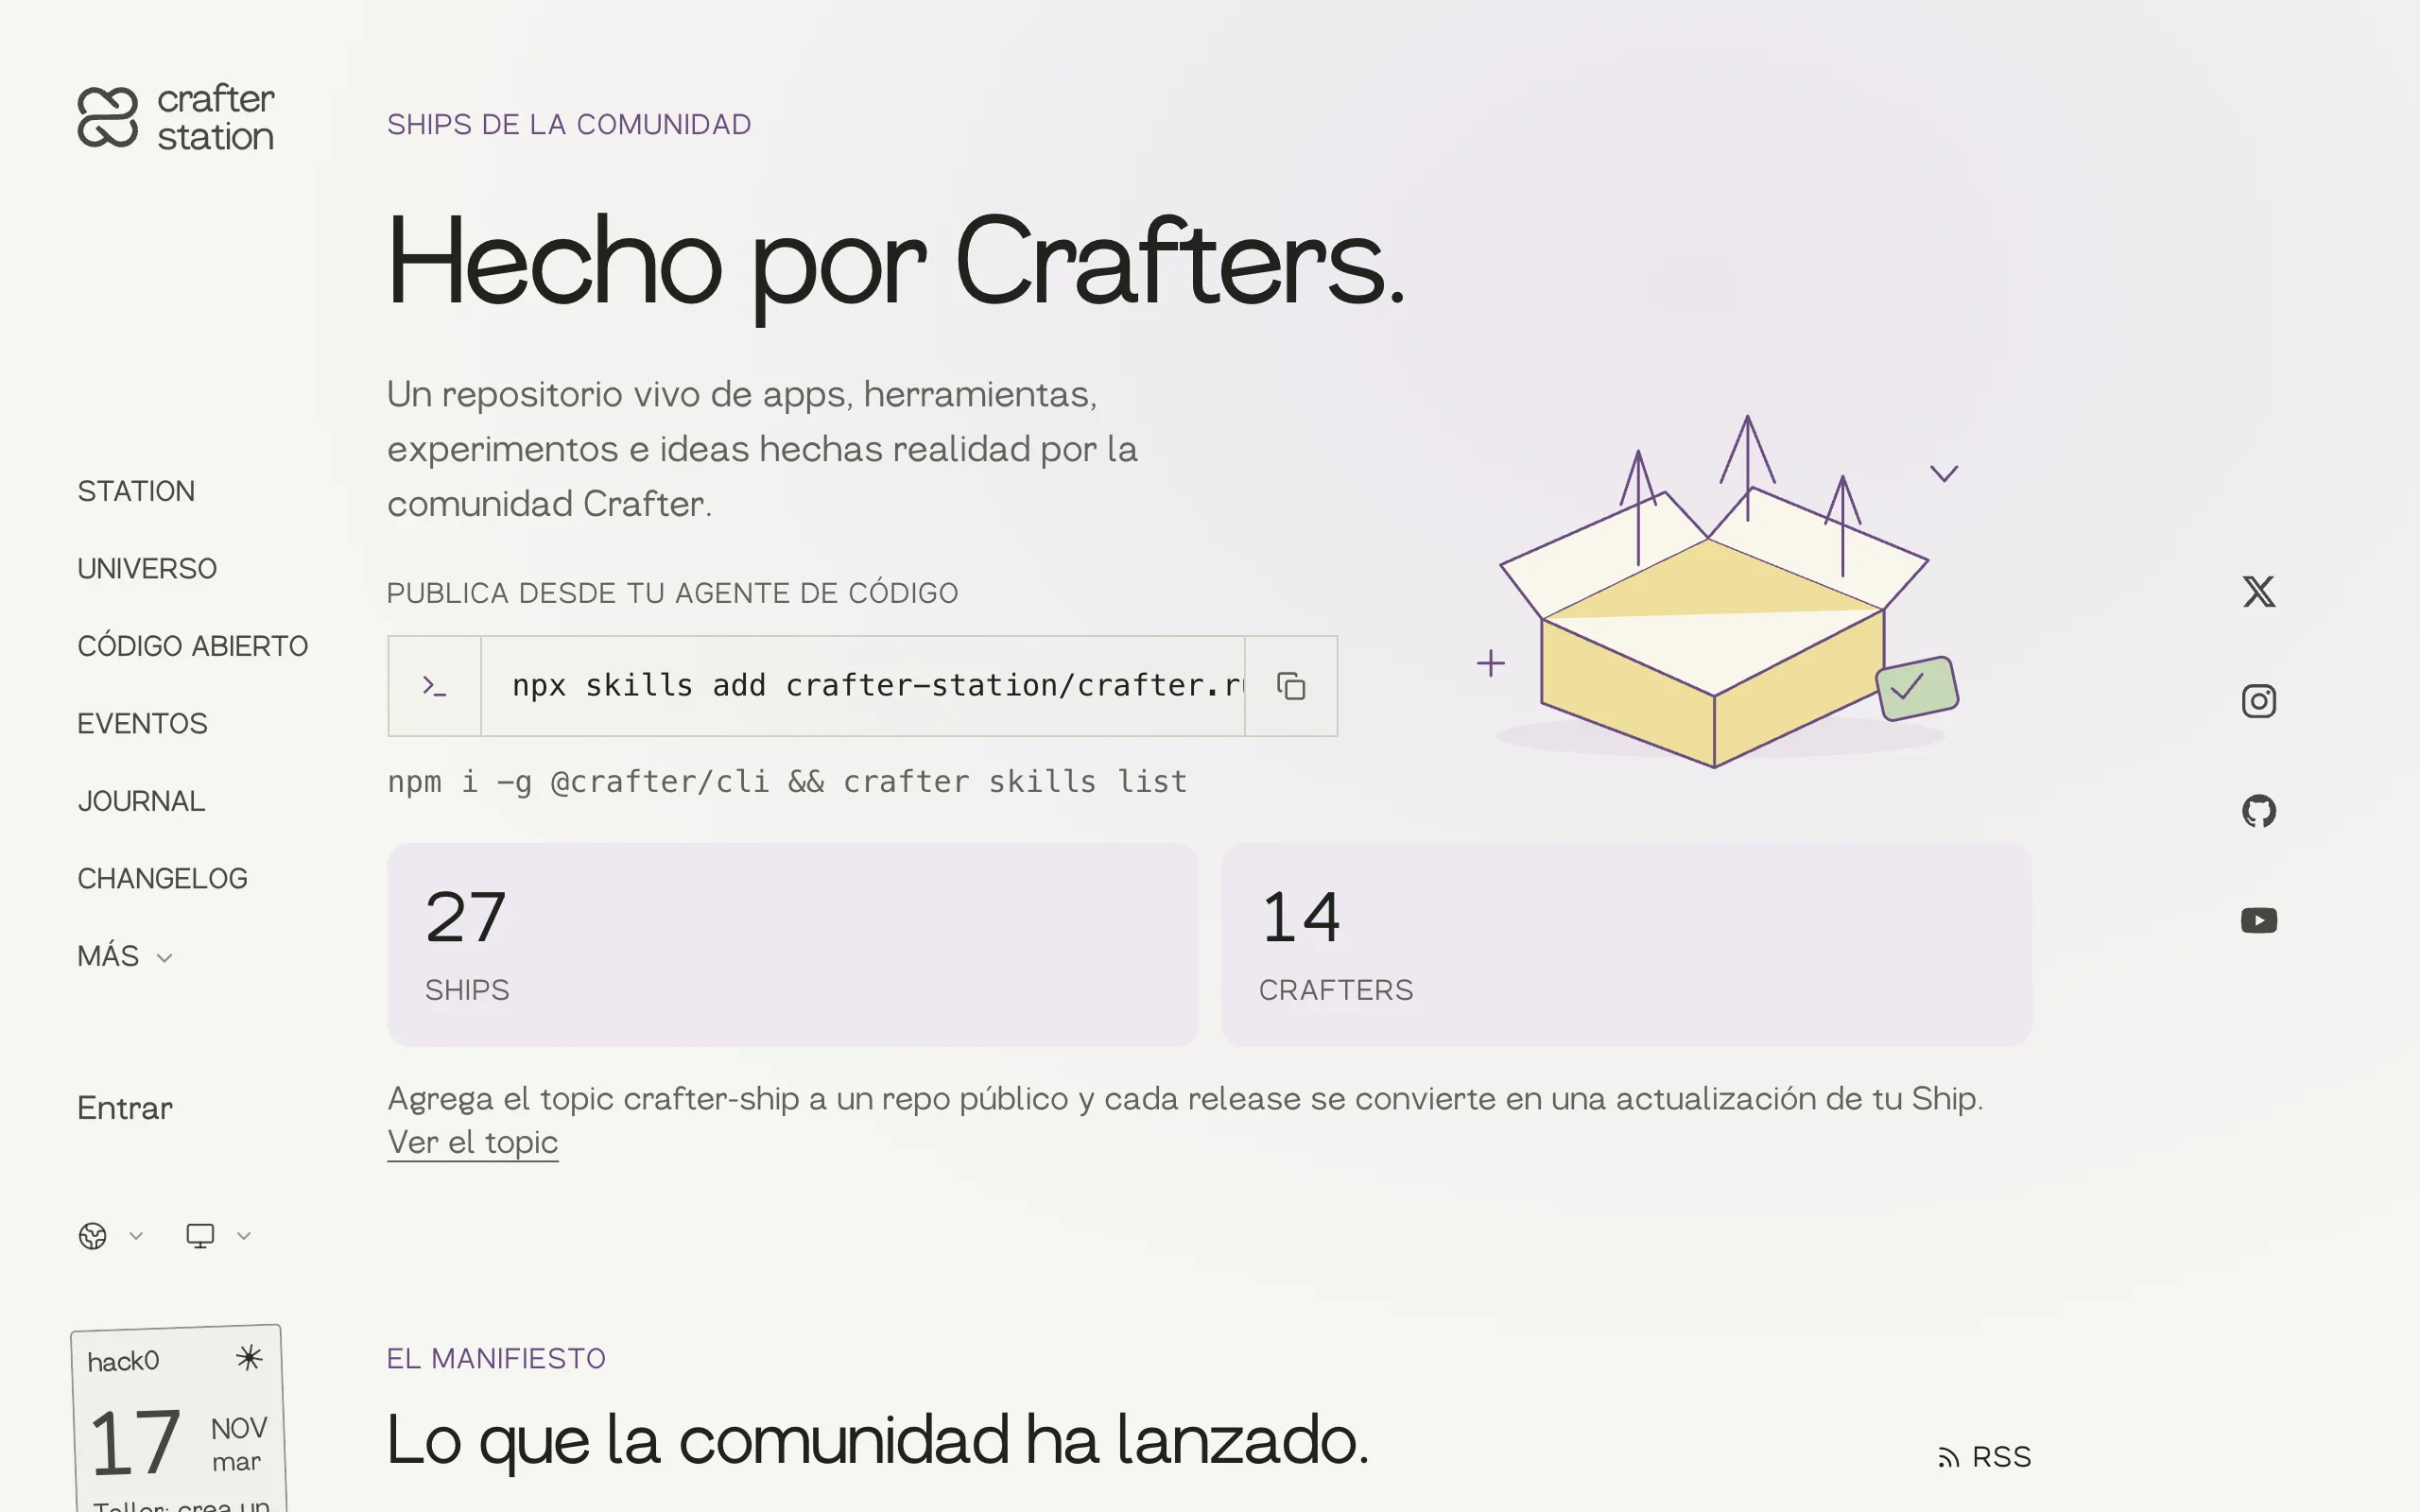 crafter
station
STATION
UNIVERSO
CÓDIGO ABIERTO
EVENTOS
JOURNAL
CHANGELOG
MÁS
Entrar
hack0
17
NOV
mar
Taller: crea un
SHIPS DE LA COMUNIDAD
Hecho por Crafters.
Un repositorio vivo de apps, herramientas,
experimentos e ideas hechas realidad por la
comunidad Crafter.
PUBLICA DESDE TU AGENTE DE CÓDIGO
npx skills add crafter-station/crafter.r
npm i -g @crafter/cli && crafter skills list
27
SHIPS
14
CRAFTERS
Agrega el topic crafter-ship a un repo público y cada release se convierte en una actualización de tu Ship.
Ver el topic
EL MANIFIESTO
Lo que la comunidad ha lanzado.
RSS